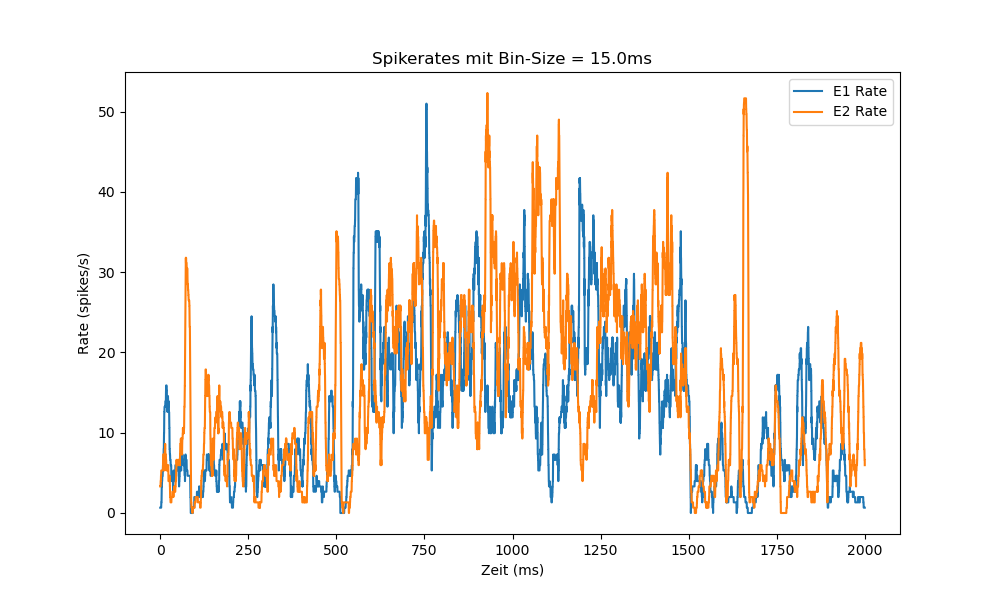 Spikerates mit Bin-Size = 15.0ms
E1 Rate
E2 Rate
Rate (spikes/s)
50
40
30
20
10
0
0 250 500 750 1000 1250 1500 1750 2000
Zeit (ms)